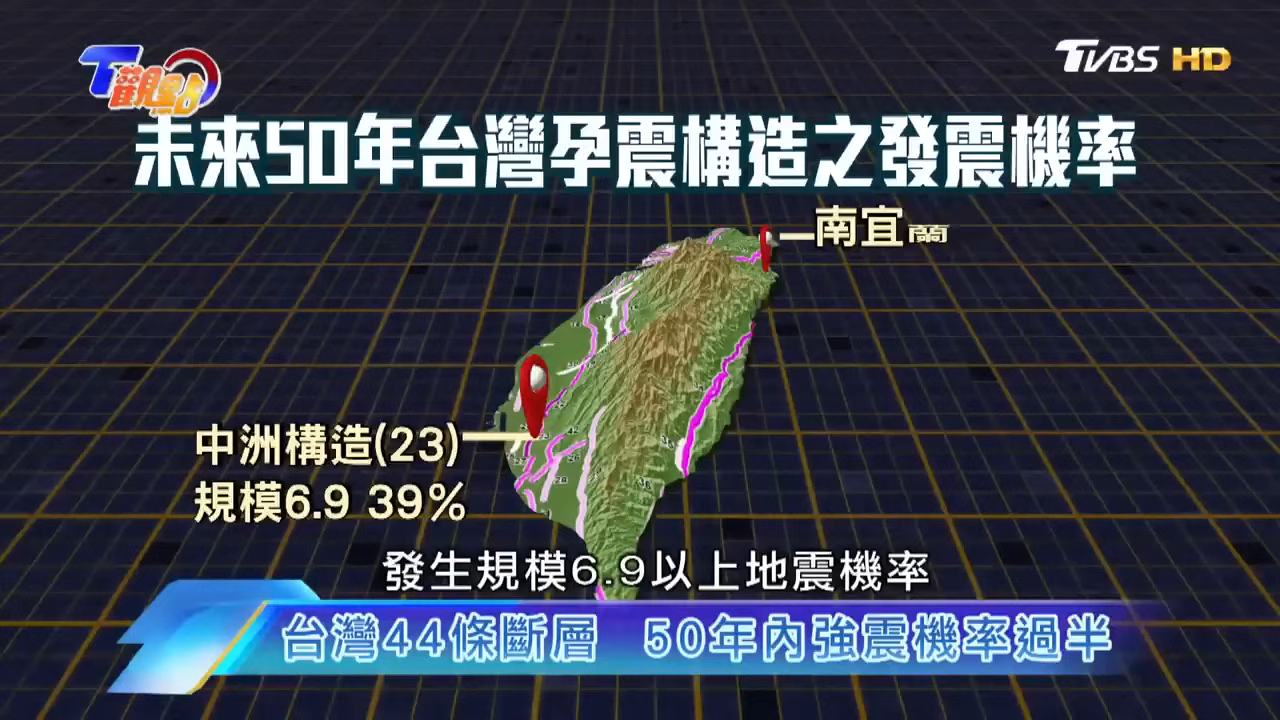 T觀點
TVBS HD
未來50年台灣孕震構造之發震機率
南宜蘭
中洲構造(23)
規模6.9 39%
發生規模6.9以上地震機率
台灣44條斷層 50年內強震機率過半